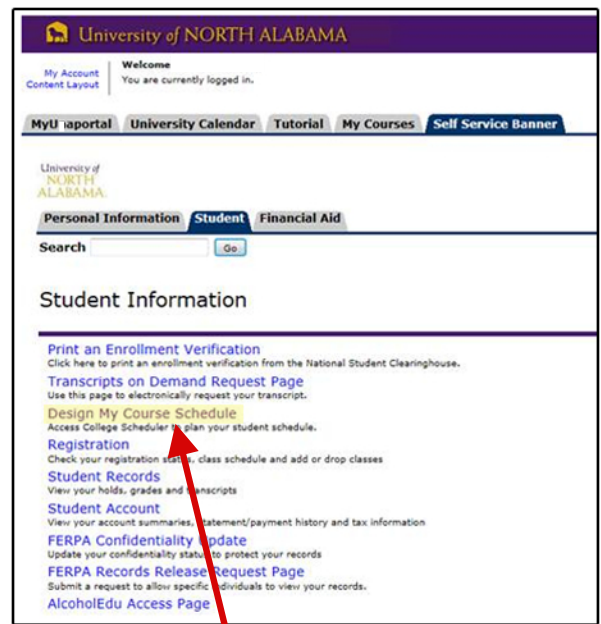 University of NORTH ALABAMA
My Account
Content Layout
Welcome
You are currently logged in.
University Calendar Tutorial My Courses Self Service Banner
University of
NORTH
ALABAMA
Personal Information Student Financial Aid
Search Go
Student Information
Print an Enrollment Verification
Click here to print an enrollment verification from the National Student Clearinghouse.
Transcripts on Demand Request Page
Use this page to electronically request your transcript.
Design My Course Schedule
Access College Scheduler to plan your student schedule.
Registration
Check your registration status, class schedule and add or drop classes
Student Records
View your holds, grades and transcripts
Student Account
View your account summaries, statement/payment history and tax information
FERPA Confidentiality Update
Update your confidentiality status to protect your records
FERPA Records Release Request Page
Submit a request to allow specific individuals to view your records.
AlcoholEdu Access Page